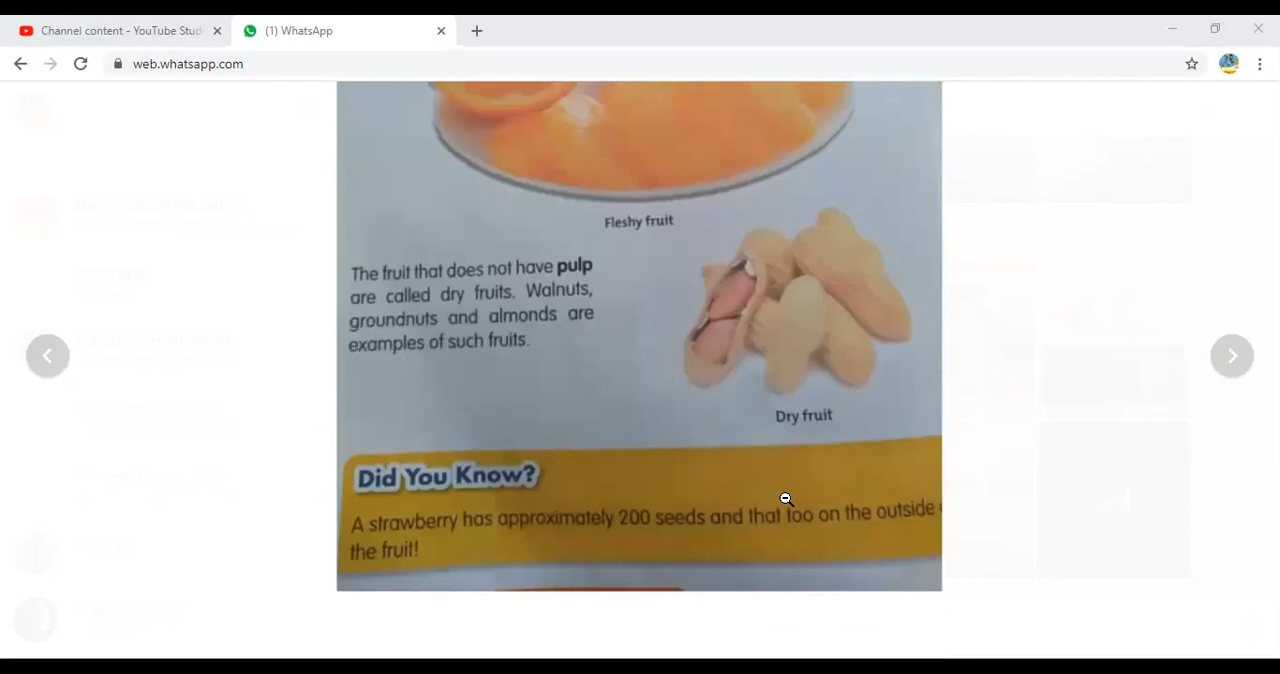 Channel content - YouTube Stud
(1) WhatsApp
web.whatsapp.com
Fleshy fruit
The fruit that does not have pulp
are called dry fruits. Walnuts,
groundnuts and almonds are
examples of such fruits.
Dry fruit
Did You Know?
A strawberry has approximately 200 seeds and that too on the outside
the fruit!